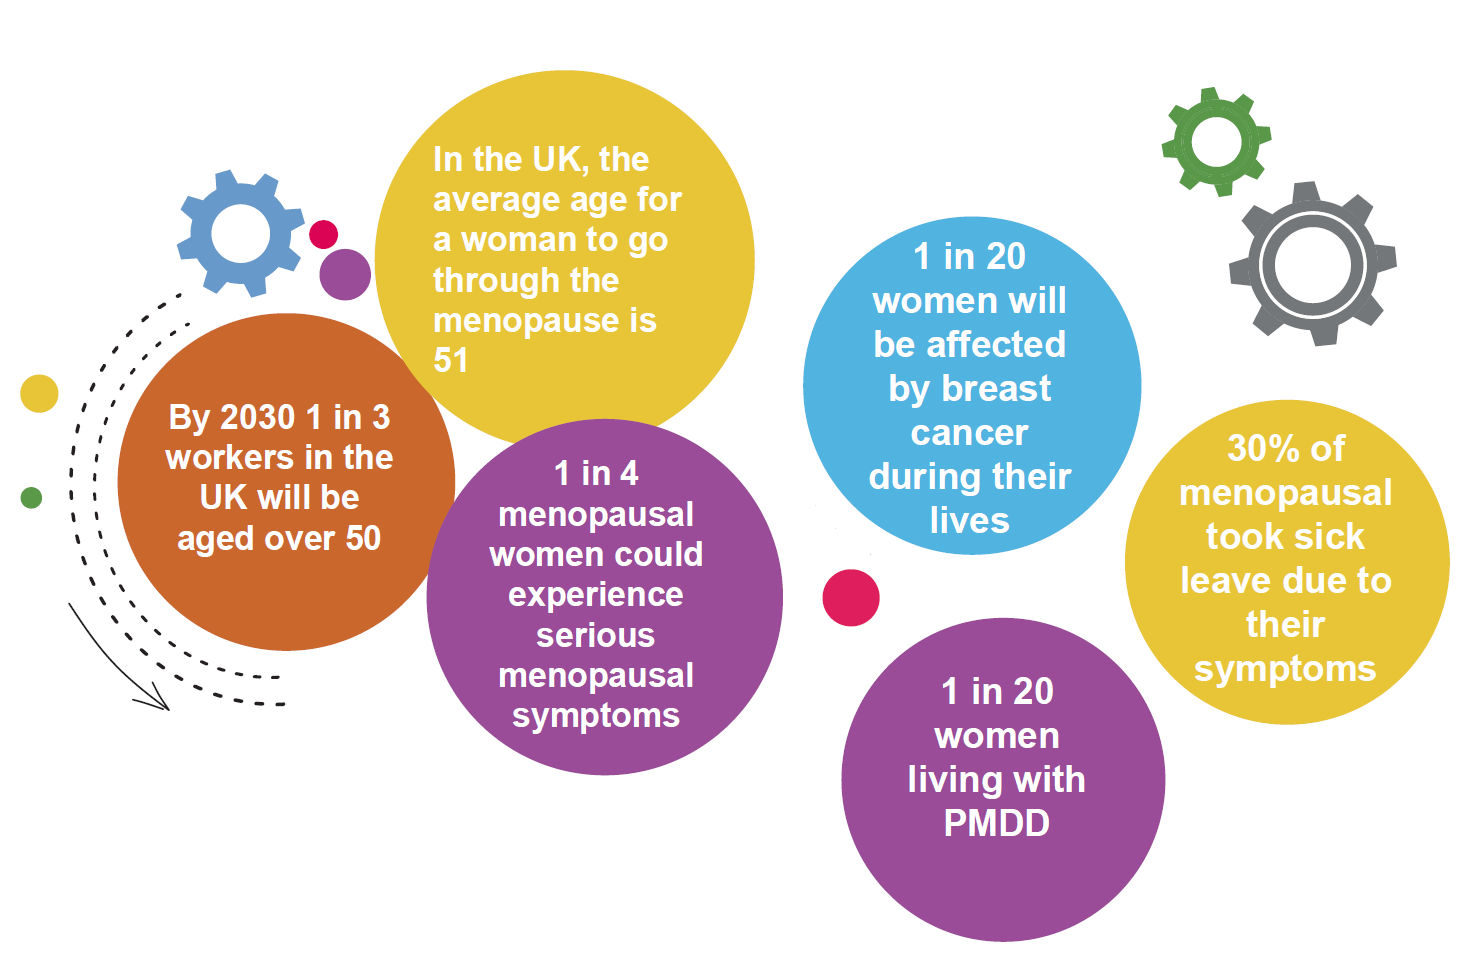 In the UK, the
average age for
a woman to go
through the
menopause is
51
By 2030 1 in 3
workers in the
UK will be
aged over 50
1 in 4
menopausal
women could
experience
serious
menopausal
symptoms
1 in 20
women will
be affected
by breast
cancer
during their
lives
30% of
menopausal
took sick
leave due to
their
symptoms
1 in 20
women
living with
PMDD